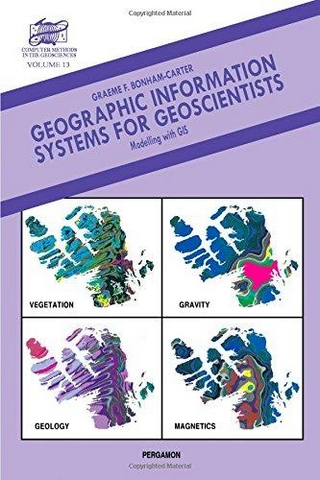 Copyrighted Material
COMPUTER METHODS
IN THE GEOSCIENCES
VOLUME 13
GRAEME F. BONHAM-CARTER
GEOGRAPHIC INFORMATION
SYSTEMS FOR GEOSCIENTISTS
Modelling with GIS
VEGETATION
GRAVITY
GEOLOGY
MAGNETICS
PERGAMON
Copyrighted Material